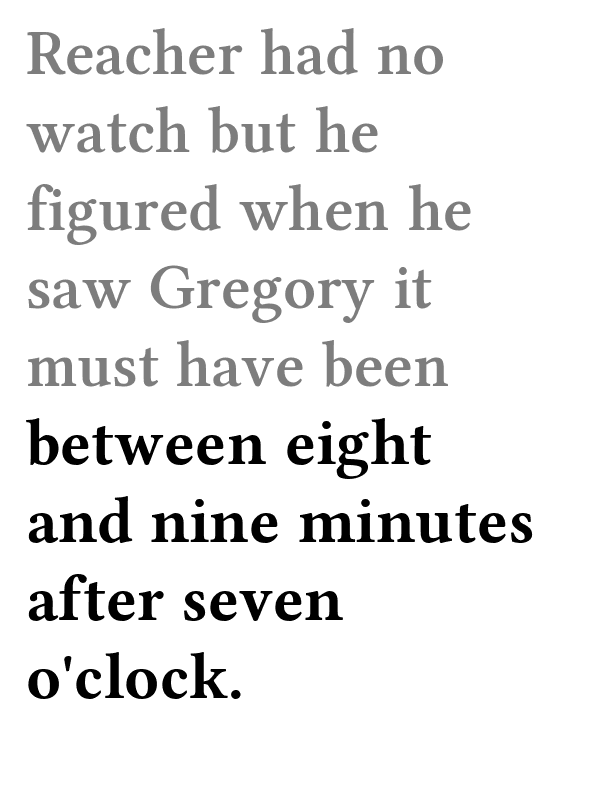 Reacher had no
watch but he
figured when he
saw Gregory it
must have been
between eight
and nine minutes
after seven
o'clock.